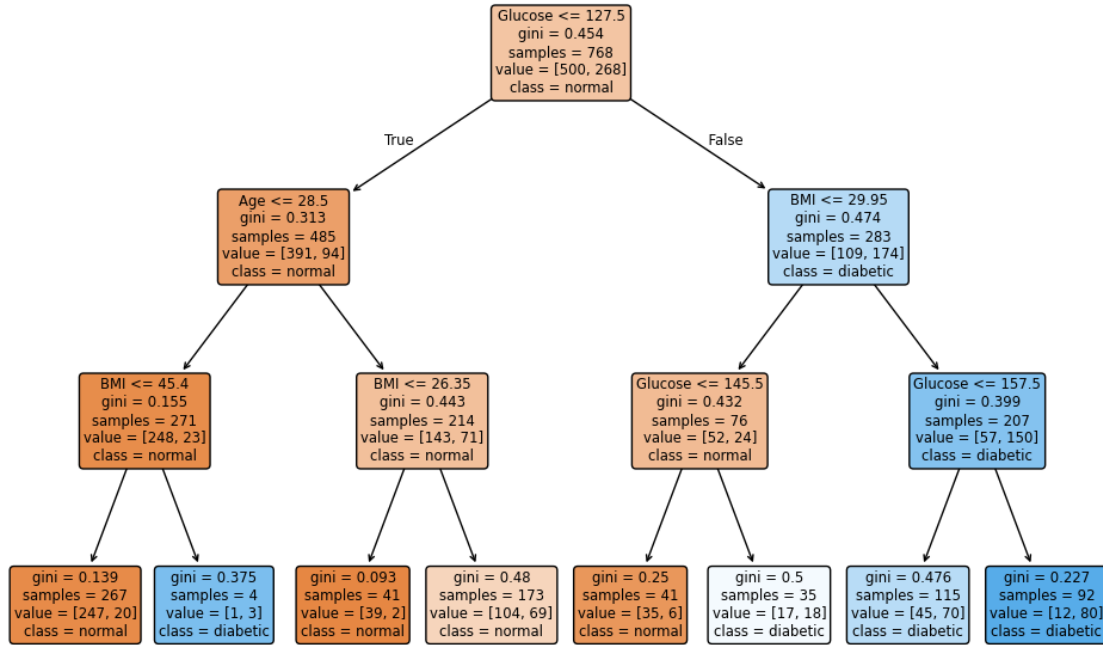 Glucose <= 127.5
gini = 0.454
samples = 768
value = [500, 268]
class = normal
True
False
Age <= 28.5
gini = 0.313
samples = 485
value = [391, 94]
class = normal
BMI <= 29.95
gini = 0.474
samples = 283
value = [109, 174]
class = diabetic
BMI <= 45.4
gini = 0.155
samples = 271
value = [248, 23]
class = normal
BMI <= 26.35
gini = 0.443
samples = 214
value = [143, 71]
class = normal
Glucose <= 145.5
gini = 0.432
samples = 76
value = [52, 24]
class = normal
Glucose <= 157.5
gini = 0.399
samples = 207
value = [57, 150]
class = diabetic
gini = 0.139
samples = 267
value = [247, 20]
class = normal
gini = 0.375
samples = 4
value = [1, 3]
class = diabetic
gini = 0.093
samples = 41
value = [39, 2]
class = normal
gini = 0.48
samples = 173
value = [104, 69]
class = normal
gini = 0.25
samples = 41
value = [35, 6]
class = normal
gini = 0.5
samples = 35
value = [17, 18]
class = diabetic
gini = 0.476
samples = 115
value = [45, 70]
class = diabetic
gini = 0.227
samples = 92
value = [12, 80]
class = diabetic